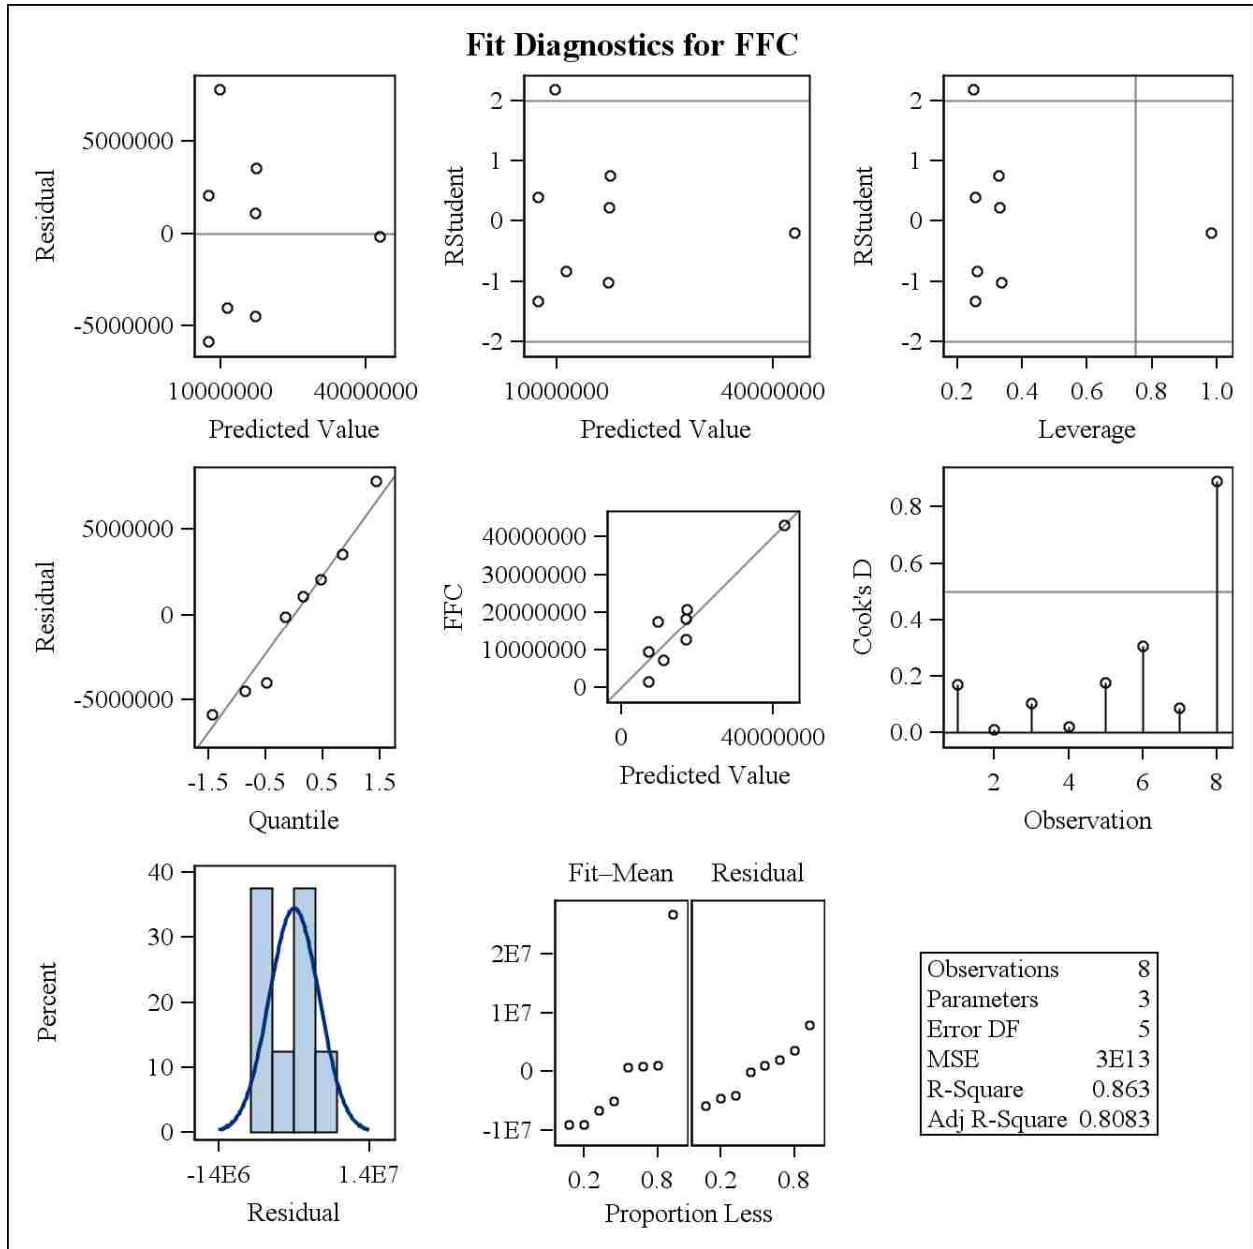 Fit Diagnostics for FFC
Residual
5000000
0
-5000000
10000000 40000000
Predicted Value
RStudent
2
1
0
-1
-2
10000000 40000000
Predicted Value
RStudent
2
1
0
-1
-2
0.2 0.4 0.6 0.8 1.0
Leverage
Residual
5000000
0
-5000000
-1.5 -0.5 0.5 1.5
Quantile
FFC
40000000
30000000
20000000
10000000
0
0 40000000
Predicted Value
Cook's D
0.8
0.6
0.4
0.2
0.0
2 4 6 8
Observation
Percent
40
30
20
10
0
-14E6 1.4E7
Residual
Fit–Mean Residual
2E7
1E7
0
-1E7
0.2 0.8 0.2 0.8
Proportion Less
Observations 8
Parameters 3
Error DF 5
MSE 3E13
R-Square 0.863
Adj R-Square 0.8083